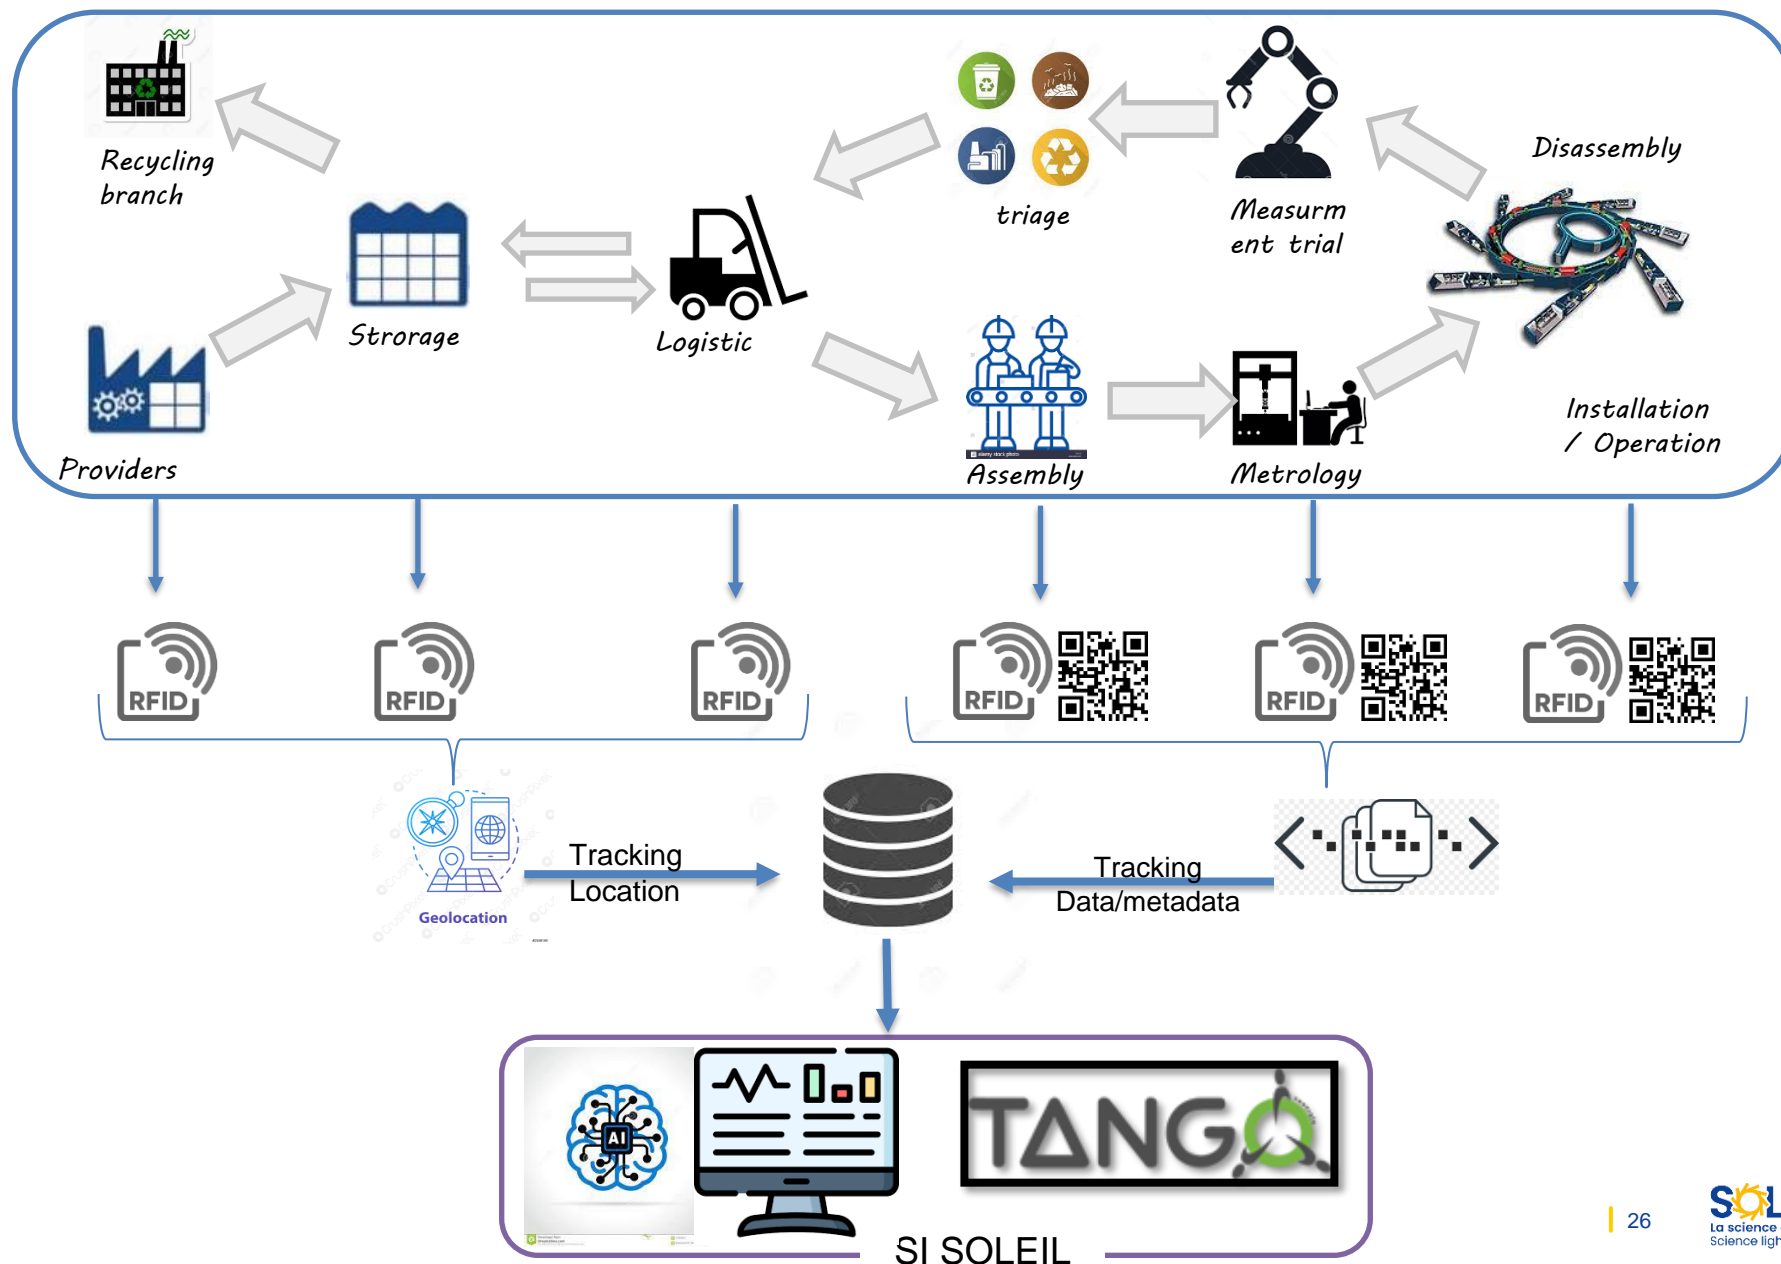 Recycling
branch
Disassembly
triage
Measurm
ent trial
Strorage
Logistic
Installation
/ Operation
Providers
Assembly
Metrology
RFID
RFID
RFID
RFID
RFID
RFID
Geolocation
Tracking
Location
Tracking
Data/metadata
AI
TANGO
SI SOLEIL
26
SOL
La science
Science ligh